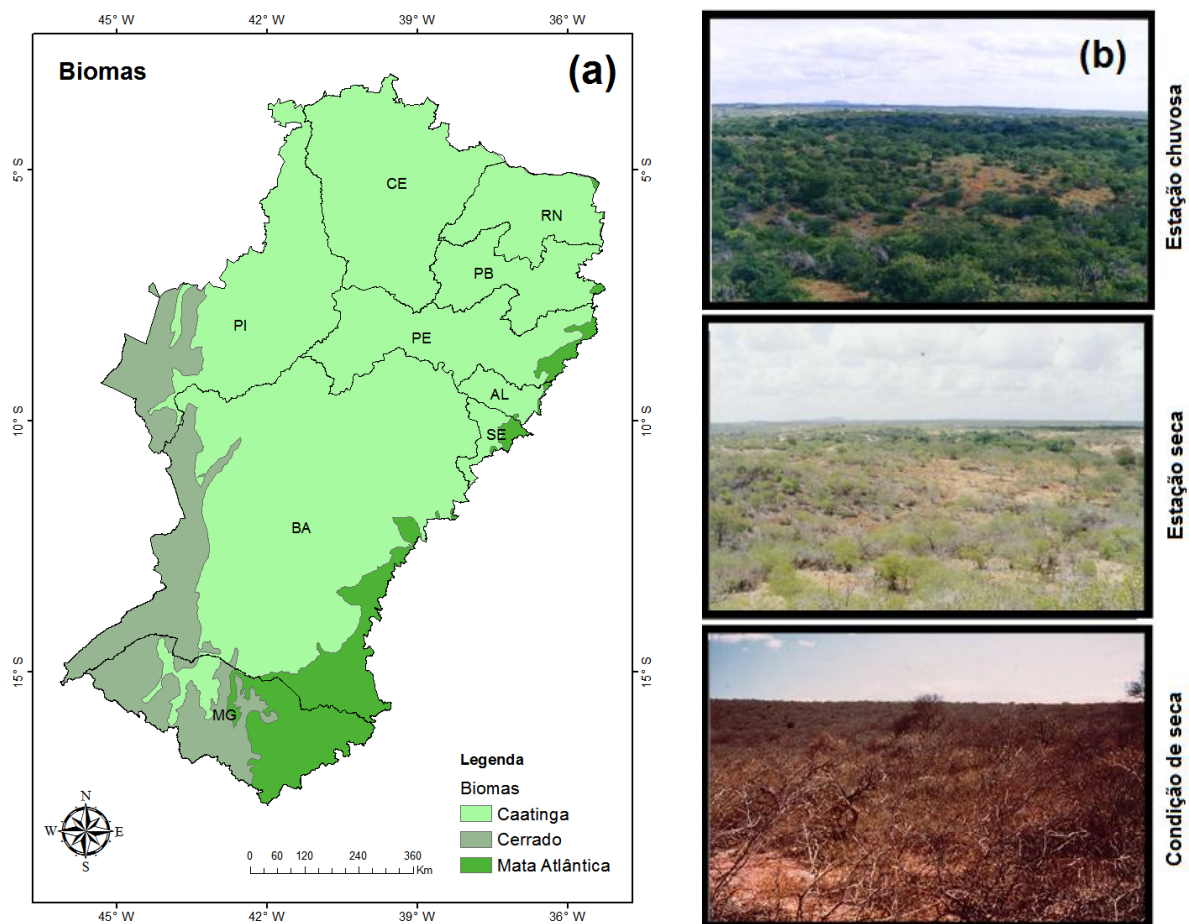 45° W 42° W 39° W 36° W
Biomas
(a)
5° S
10° S
15° S
CE
RN
PB
PI
PE
AL
SE
BA
MG
Legenda
Biomas
Caatinga
Cerrado
Mata Atlântica
N
W E
S
0 60 120 240 360
Km
45° W 42° W 39° W 36° W
5° S
10° S
15° S
(b)
Estação chuvosa
Estação seca
Condição de seca